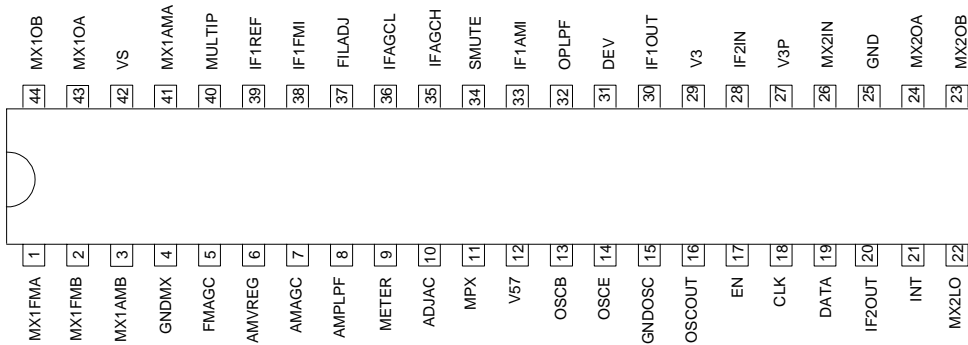 MX1OB MX1OA VS MX1AMA MULTIP IF1REF IF1FMI FILADJ IFAGCL IFAGCH SMUTE IF1AMI OPLPF DEV IF1OUT V3 IF2IN V3P MX2IN GND MX2OA MX2OB
44 43 42 41 40 39 38 37 36 35 34 33 32 31 30 29 28 27 26 25 24 23
1 2 3 4 5 6 7 8 9 10 11 12 13 14 15 16 17 18 19 20 21 22
MX1FMA MX1FMB MX1AMB GNDMX FMAGC AMVREG AMAGC AMPLPF METER ADJAC MPX V57 OSCB OSCE GNDOSC OSCOUT EN CLK DATA IF2OUT INT MX2LO